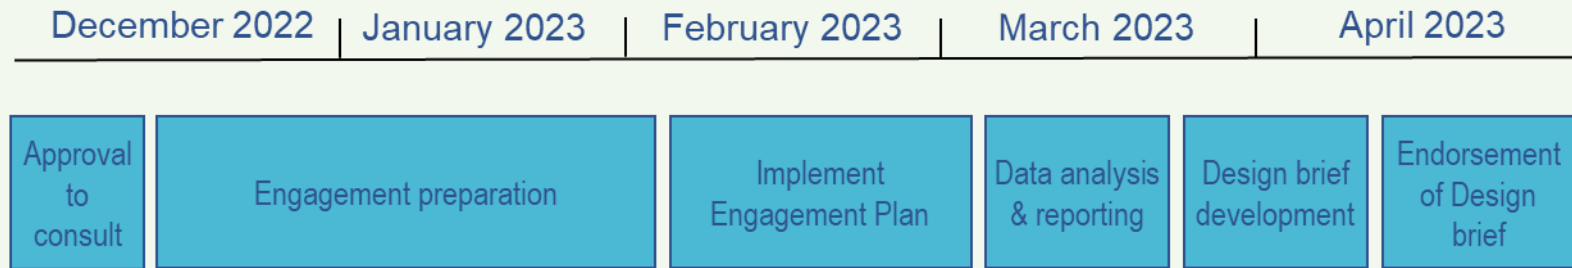 December 2022 January 2023 February 2023 March 2023 April 2023
Approval
to
consult
Engagement preparation
Implement
Engagement Plan
Data analysis
& reporting
Design brief
development
Endorsement
of Design
brief